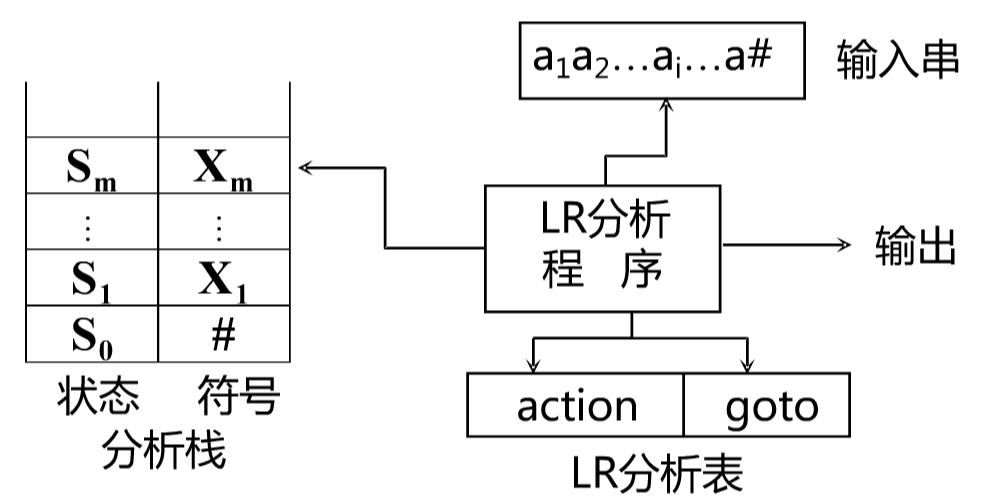 a₁a₂…aᵢ…a#
输入串
Sₘ Xₘ
⋮ ⋮
S₁ X₁
S₀ #
状态 符号
分析栈
LR分析
程 序
输出
action goto
LR分析表